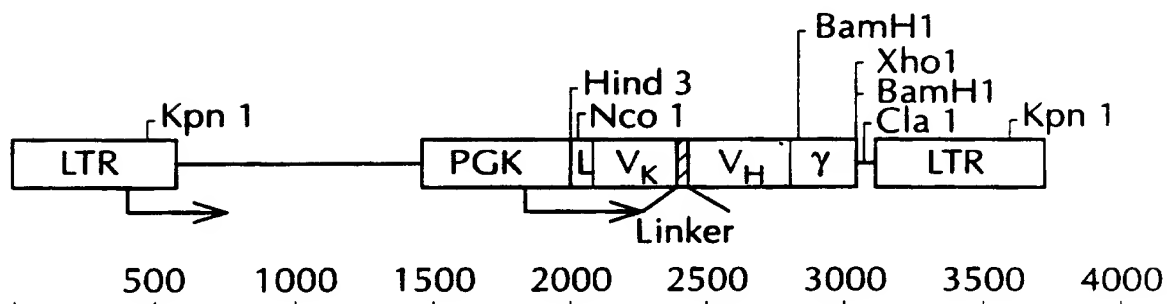 BamH1
Xho1
Hind 3
BamH1
Kpn 1
Nco 1
Cla 1
Kpn 1
LTR
PGK
L
VK
VH
γ
LTR
Linker
500 1000 1500 2000 2500 3000 3500 4000